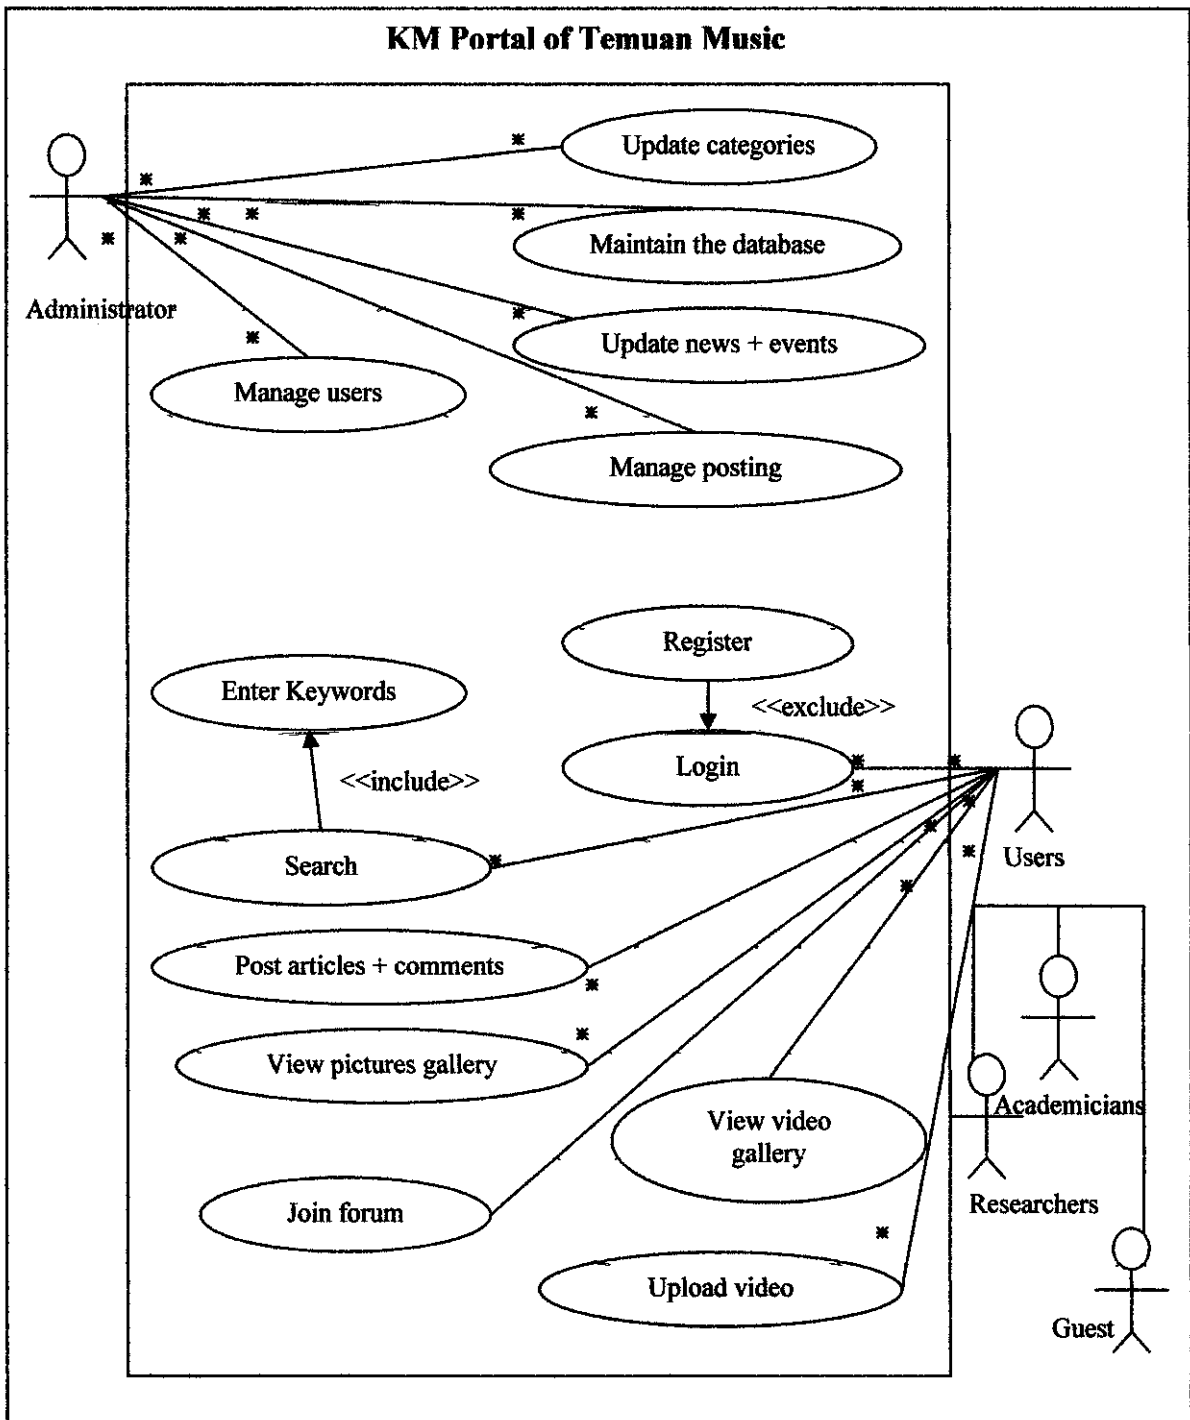 KM Portal of Temuan Music
Update categories
Maintain the database
Administrator
Update news + events
Manage users
Manage posting
Register
Enter Keywords
<<exclude>>
Login
<<include>>
Users
Search
Post articles + comments
View pictures gallery
Academicians
View video
gallery
Researchers
Join forum
Upload video
Guest